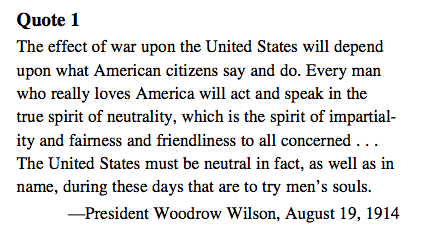 Quote 1
The effect of war upon the United States will depend
upon what American citizens say and do. Every man
who really loves America will act and speak in the
true spirit of neutrality, which is the spirit of impartial-
ity and fairness and friendliness to all concerned . . .
The United States must be neutral in fact, as well as in
name, during these days that are to try men’s souls.
—President Woodrow Wilson, August 19, 1914